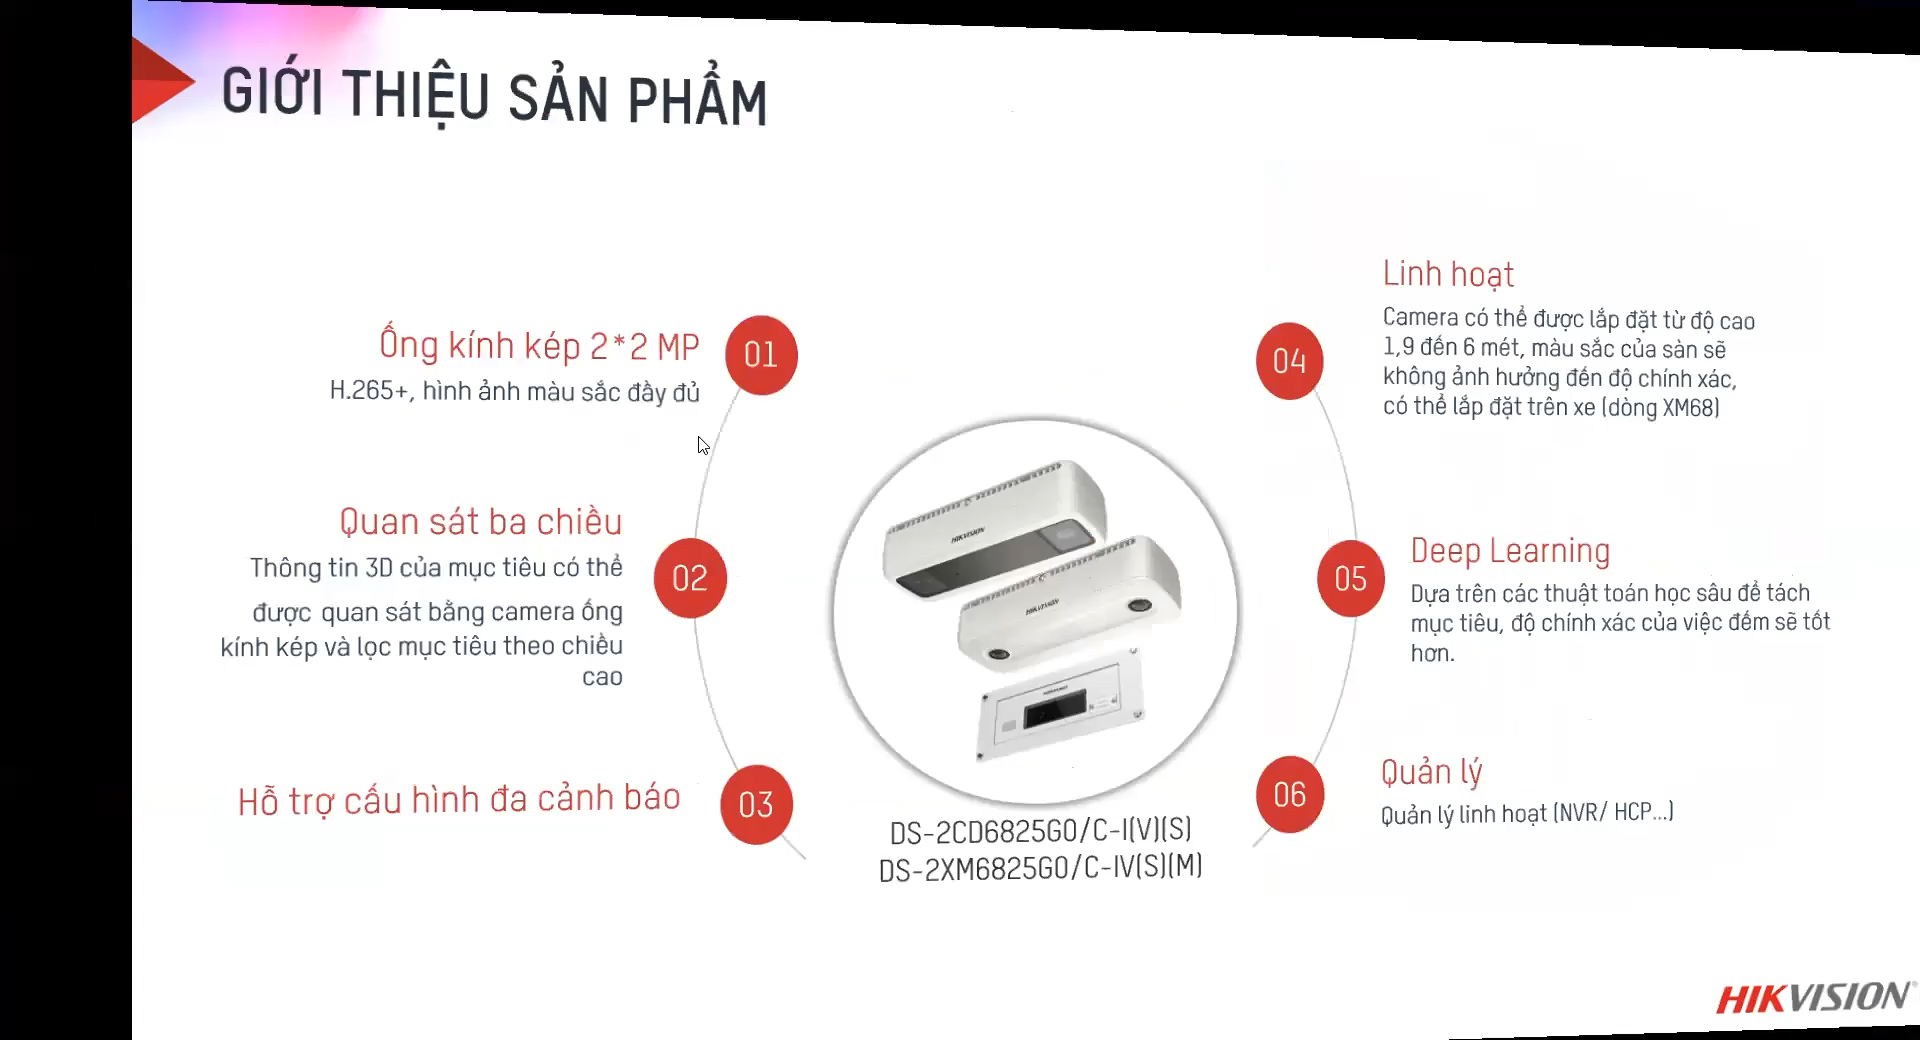 GIỚI THIỆU SẢN PHẨM
Ống kính kép 2*2 MP
H.265+, hình ảnh màu sắc đầy đủ
01
Quan sát ba chiều
Thông tin 3D của mục tiêu có thể
được quan sát bằng camera ống
kính kép và lọc mục tiêu theo chiều
cao
02
Hỗ trợ cấu hình đa cảnh báo
03
HIKVISION
HIKVISION
DS-2CD6825G0/C-I(V)(S)
DS-2XM6825G0/C-IV(S)(M)
04
Linh hoạt
Camera có thể được lắp đặt từ độ cao
1,9 đến 6 mét, màu sắc của sàn sẽ
không ảnh hưởng đến độ chính xác,
có thể lắp đặt trên xe (dòng XM68)
05
Deep Learning
Dựa trên các thuật toán học sâu để tách
mục tiêu, độ chính xác của việc đếm sẽ tốt
hơn.
06
Quản lý
Quản lý linh hoạt (NVR/ HCP...)
HIKVISION®